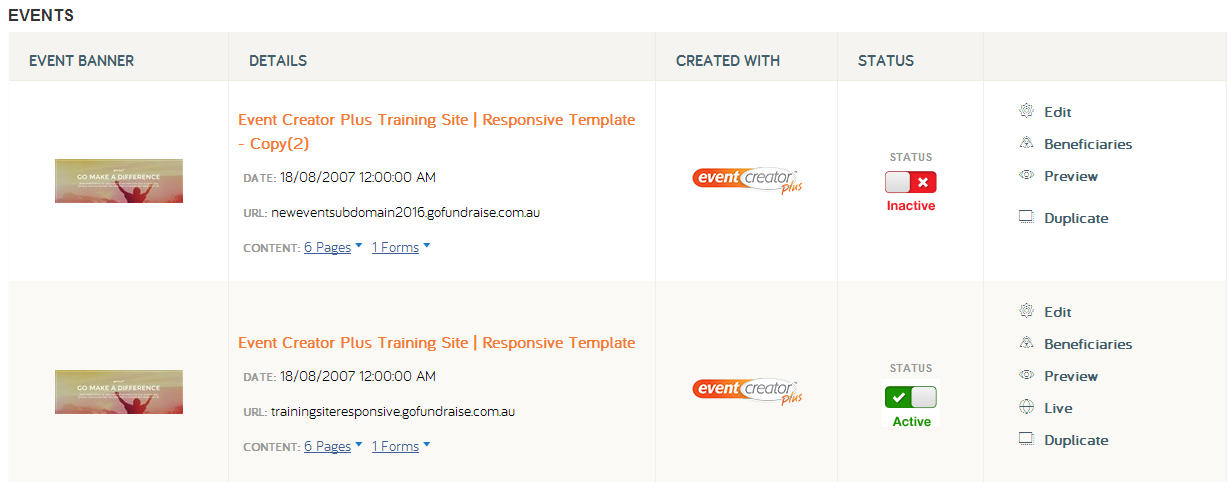 EVENTS
EVENT BANNER DETAILS CREATED WITH STATUS
Event Creator Plus Training Site | Responsive Template
- Copy(2)
DATE: 18/08/2007 12:00:00 AM
URL: neweventsubdomain2016.gofundraise.com.au
CONTENT: 6 Pages 1 Forms
GO MAKE A DIFFERENCE
eventcreator plus
STATUS
Inactive
Edit
Beneficiaries
Preview
Duplicate
Event Creator Plus Training Site | Responsive Template
DATE: 18/08/2007 12:00:00 AM
URL: trainingsiteresponsive.gofundraise.com.au
CONTENT: 6 Pages 1 Forms
GO MAKE A DIFFERENCE
eventcreator plus
STATUS
Active
Edit
Beneficiaries
Preview
Live
Duplicate